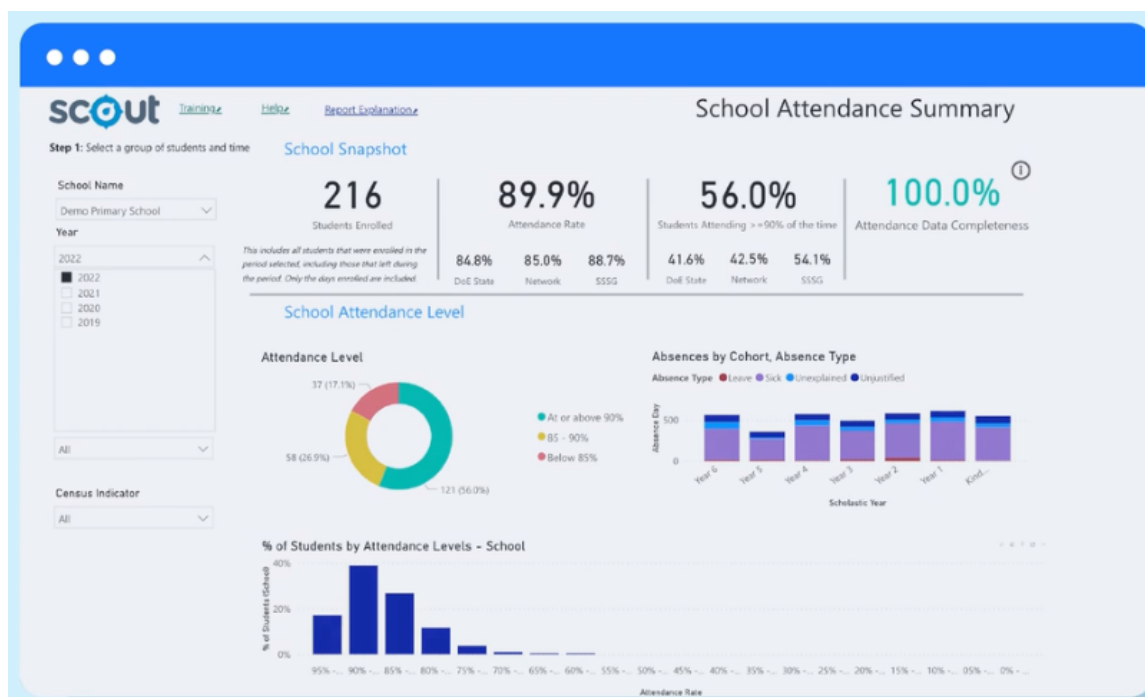 scout
Training
Help
Report Explanation
School Attendance Summary
Step 1: Select a group of students and time
School Snapshot
School Name
Demo Primary School
Year
2022
2022
2021
2020
2019
All
Census Indicator
All
216
Students Enrolled
This includes all students that were enrolled in the
period selected, including those that left during
the period. Only the days enrolled are included.
89.9%
Attendance Rate
84.8% 85.0% 88.7%
DoE State Network SSSG
56.0%
Students Attending >=90% of the time
41.6% 42.5% 54.1%
DoE State Network SSSG
100.0%
Attendance Data Completeness
School Attendance Level
Attendance Level
37 (17.1%)
58 (26.9%)
121 (56.0%)
At or above 90%
85 - 90%
Below 85%
Absences by Cohort, Absence Type
Absence Type Leave Sick Unexplained Unjustified
Absence Day
500
0
Year 6 Year 5 Year 4 Year 3 Year 2 Year 1 Kind...
Scholastic Year
% of Students by Attendance Levels - School
% of Students (School)
40%
20%
0%
95% -... 90% -... 85% -... 80% -... 75% -... 70% -... 65% -... 60% -... 55% -... 50% -... 45% -... 40% -... 35% -... 30% -... 25% -... 20% -... 15% -... 10% -... 05% -... 0% -...
Attendance Rate